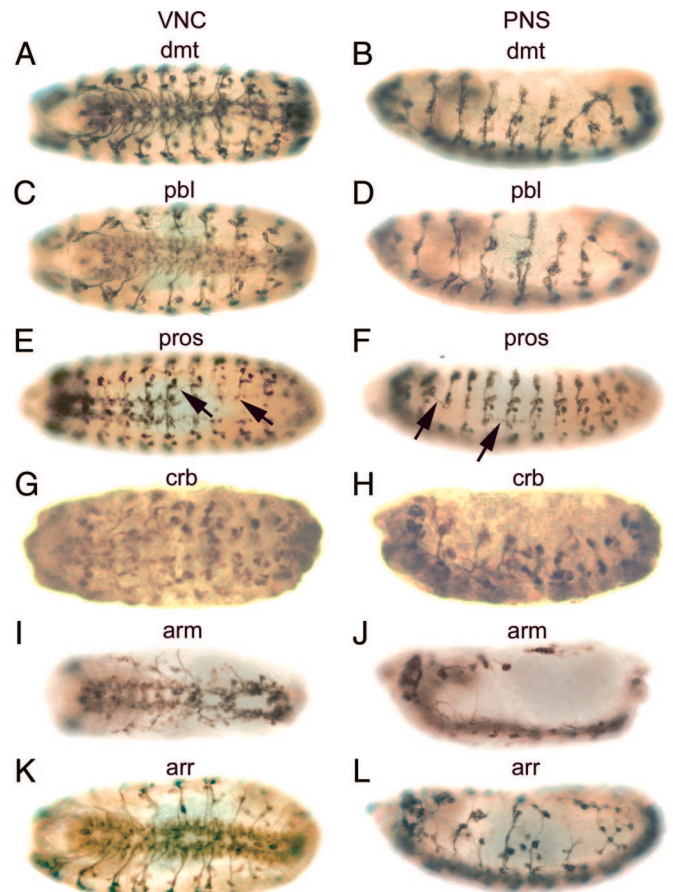 VNC PNS
A dmt B dmt
C pbl D pbl
E pros F pros
G crb H crb
I arm J arm
K arr L arr